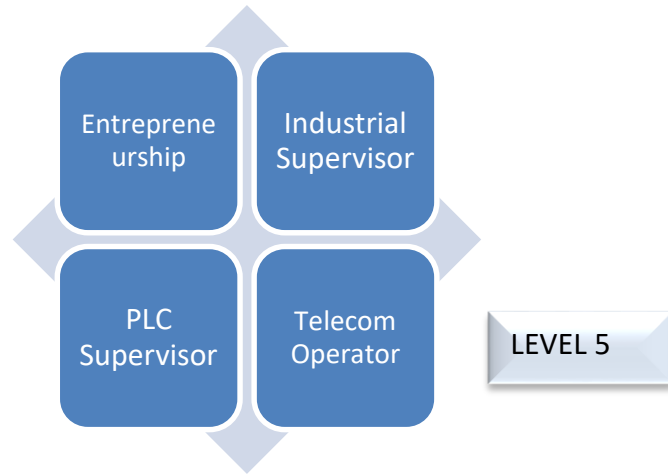 Entreprene
urship
Industrial
Supervisor
PLC
Supervisor
Telecom
Operator
LEVEL 5